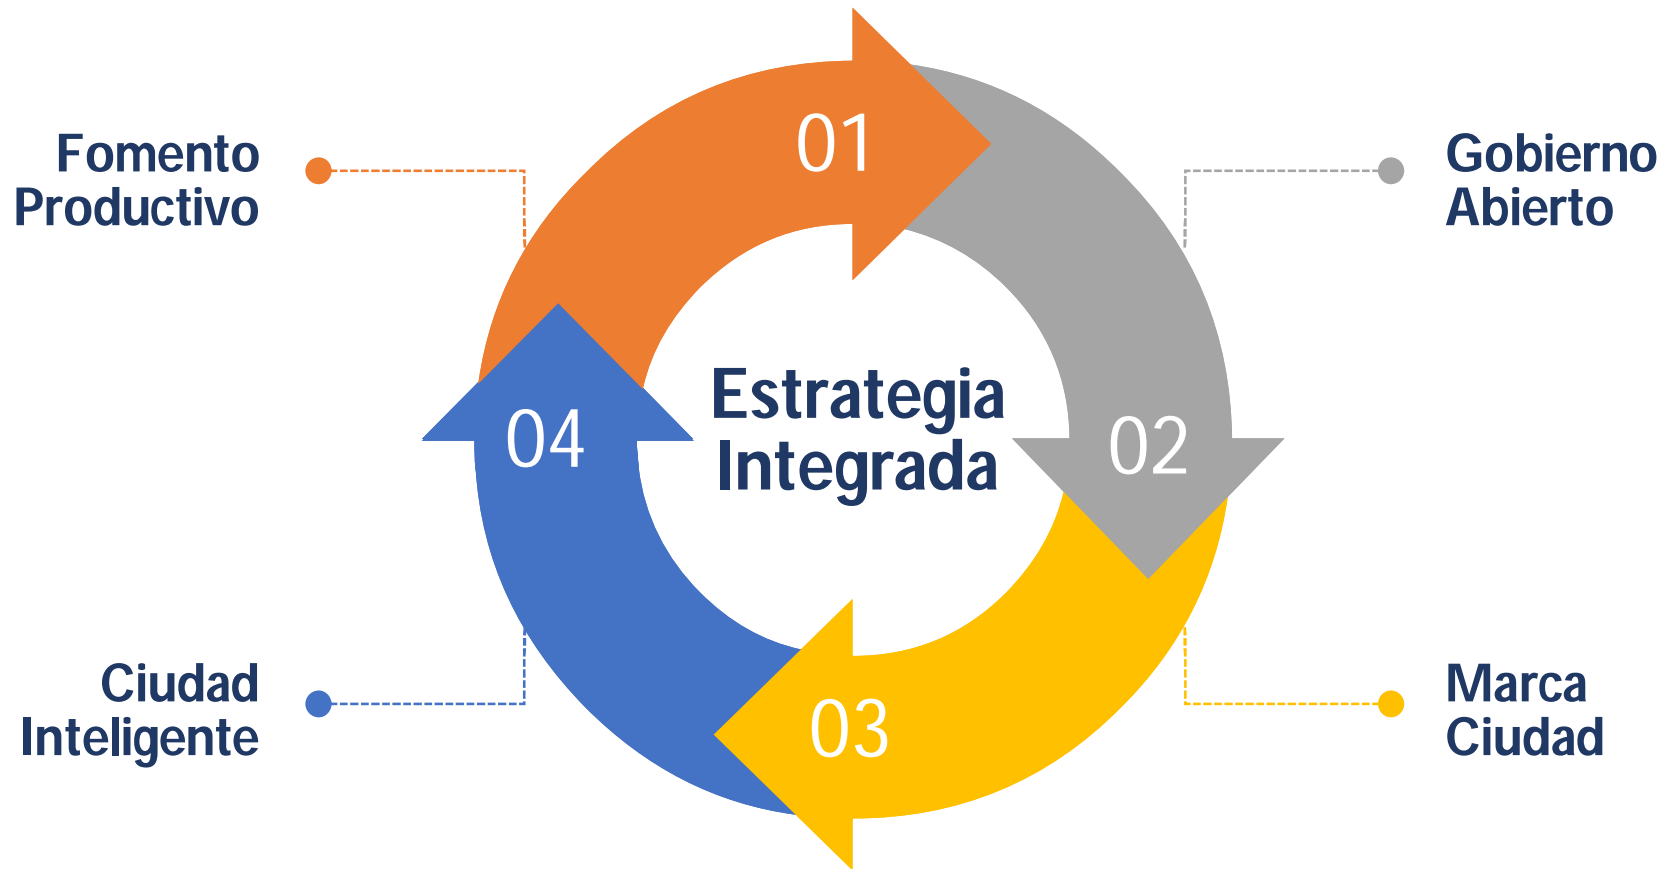 01
Fomento
Productivo
Gobierno
Abierto
Estrategia
Integrada
04
02
Ciudad
Inteligente
03
Marca
Ciudad